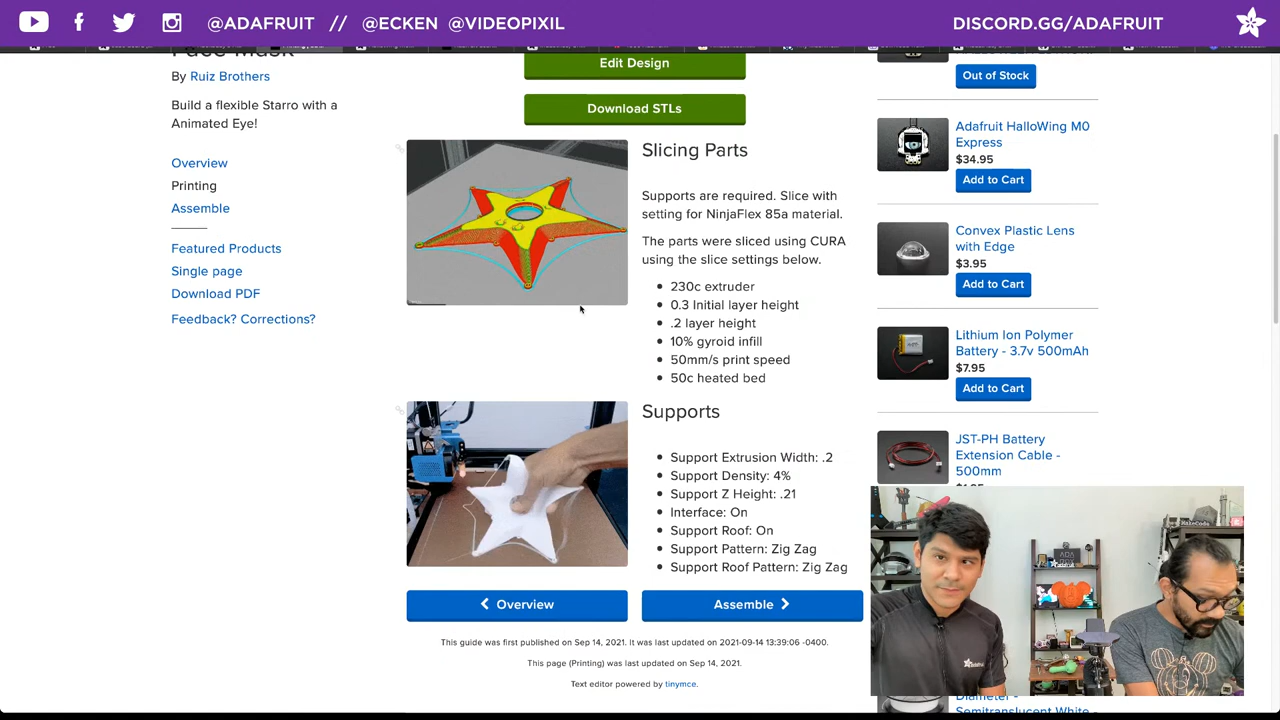 @ADAFRUIT // @ECKEN @VIDEOPIXIL
DISCORD.GG/ADAFRUIT
Face Mask
By Ruiz Brothers
Build a flexible Starro with a
Animated Eye!
Overview
Printing
Assemble
Featured Products
Single page
Download PDF
Feedback? Corrections?
Edit Design
Download STLs
Slicing Parts
Supports are required. Slice with
setting for NinjaFlex 85a material.
The parts were sliced using CURA
using the slice settings below.
230c extruder
0.3 Initial layer height
.2 layer height
10% gyroid infill
50mm/s print speed
50c heated bed
Supports
Support Extrusion Width: .2
Support Density: 4%
Support Z Height: .21
Interface: On
Support Roof: On
Support Pattern: Zig Zag
Support Roof Pattern: Zig Zag
Overview
Assemble
This guide was first published on Sep 14, 2021. It was last updated on 2021-09-14 13:39:06 -0400.
This page (Printing) was last updated on Sep 14, 2021.
Text editor powered by tinymce.
Out of Stock
Adafruit HalloWing M0
Express
$34.95
Add to Cart
Convex Plastic Lens
with Edge
$3.95
Add to Cart
Lithium Ion Polymer
Battery - 3.7v 500mAh
$7.95
Add to Cart
JST-PH Battery
Extension Cable -
500mm
MakeCode
Diameter -
Semitranslucent White -